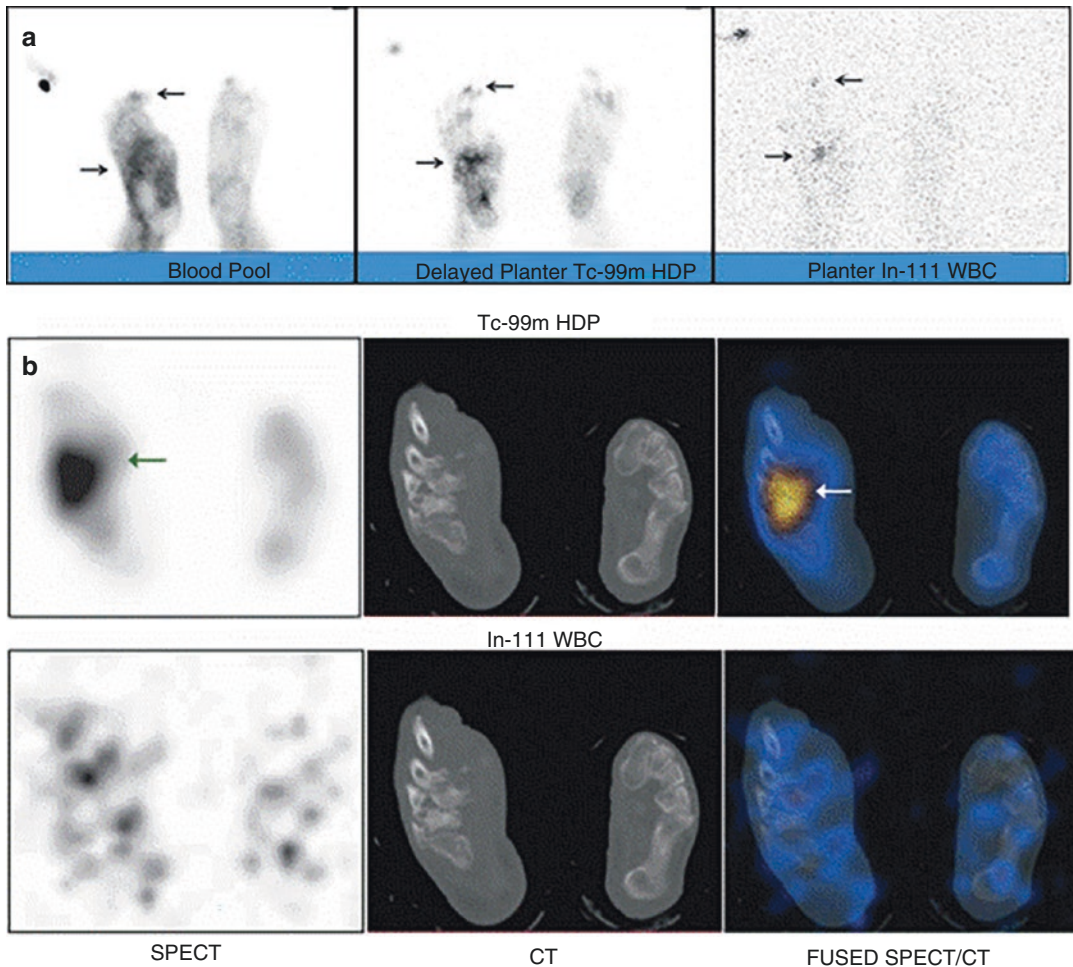 a
Blood Pool
Delayed Planter Tc-99m HDP
Planter In-111 WBC
Tc-99m HDP
b
In-111 WBC
SPECT
CT
FUSED SPECT/CT